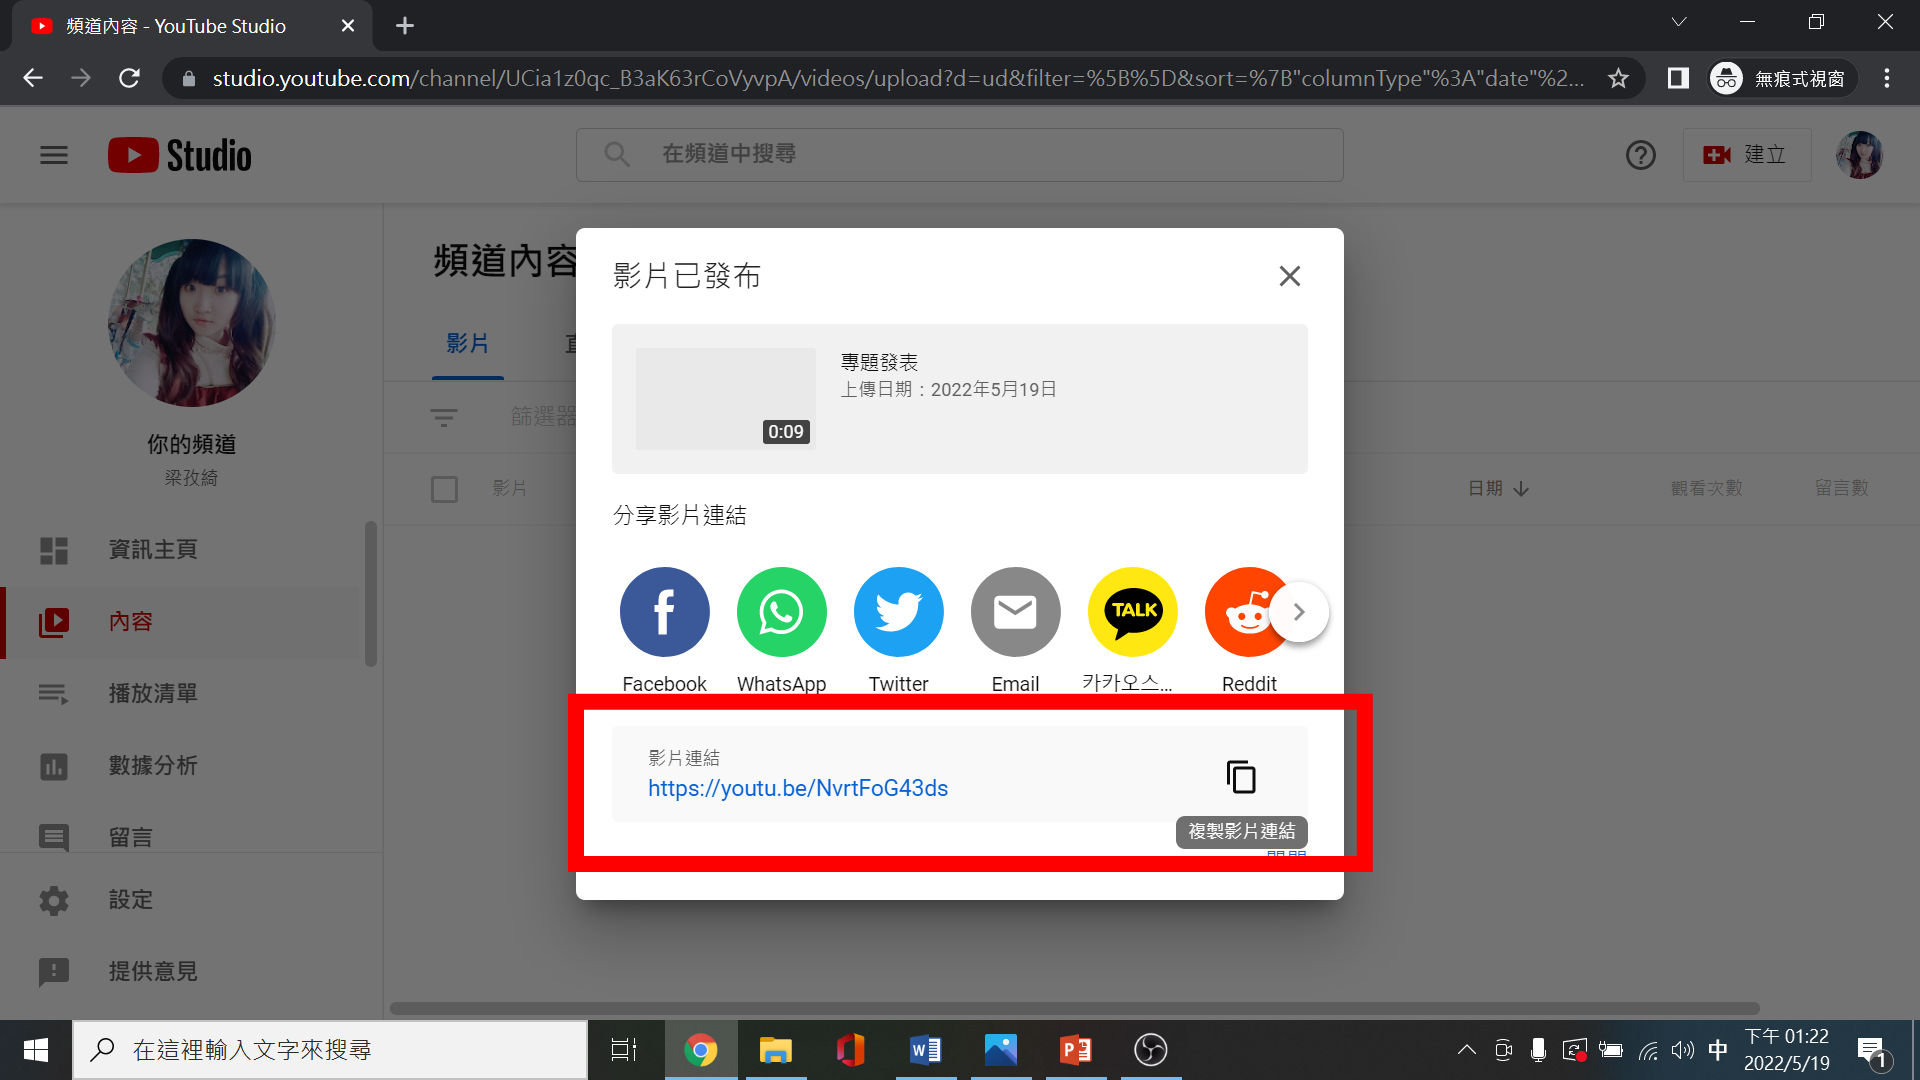 頻道內容 - YouTube Studio
studio.youtube.com/channel/UCia1z0qc_B3aK63rCoVyvpA/videos/upload?d=ud&filter=%5B%5D&sort=%7B"columnType"%3A"date"%2...
無痕式視窗
Studio
在頻道中搜尋
建立
你的頻道
梁孜綺
資訊主頁
內容
播放清單
數據分析
留言
設定
提供意見
頻道內容
影片
篩選器
影片
日期
觀看次數
留言數
影片已發布
0:09
專題發表
上傳日期：2022年5月19日
分享影片連結
TALK
Facebook
WhatsApp
Twitter
Email
카카오스...
Reddit
影片連結
https://youtu.be/NvrtFoG43ds
複製影片連結
在這裡輸入文字來搜尋
中
下午 01:22
2022/5/19
1